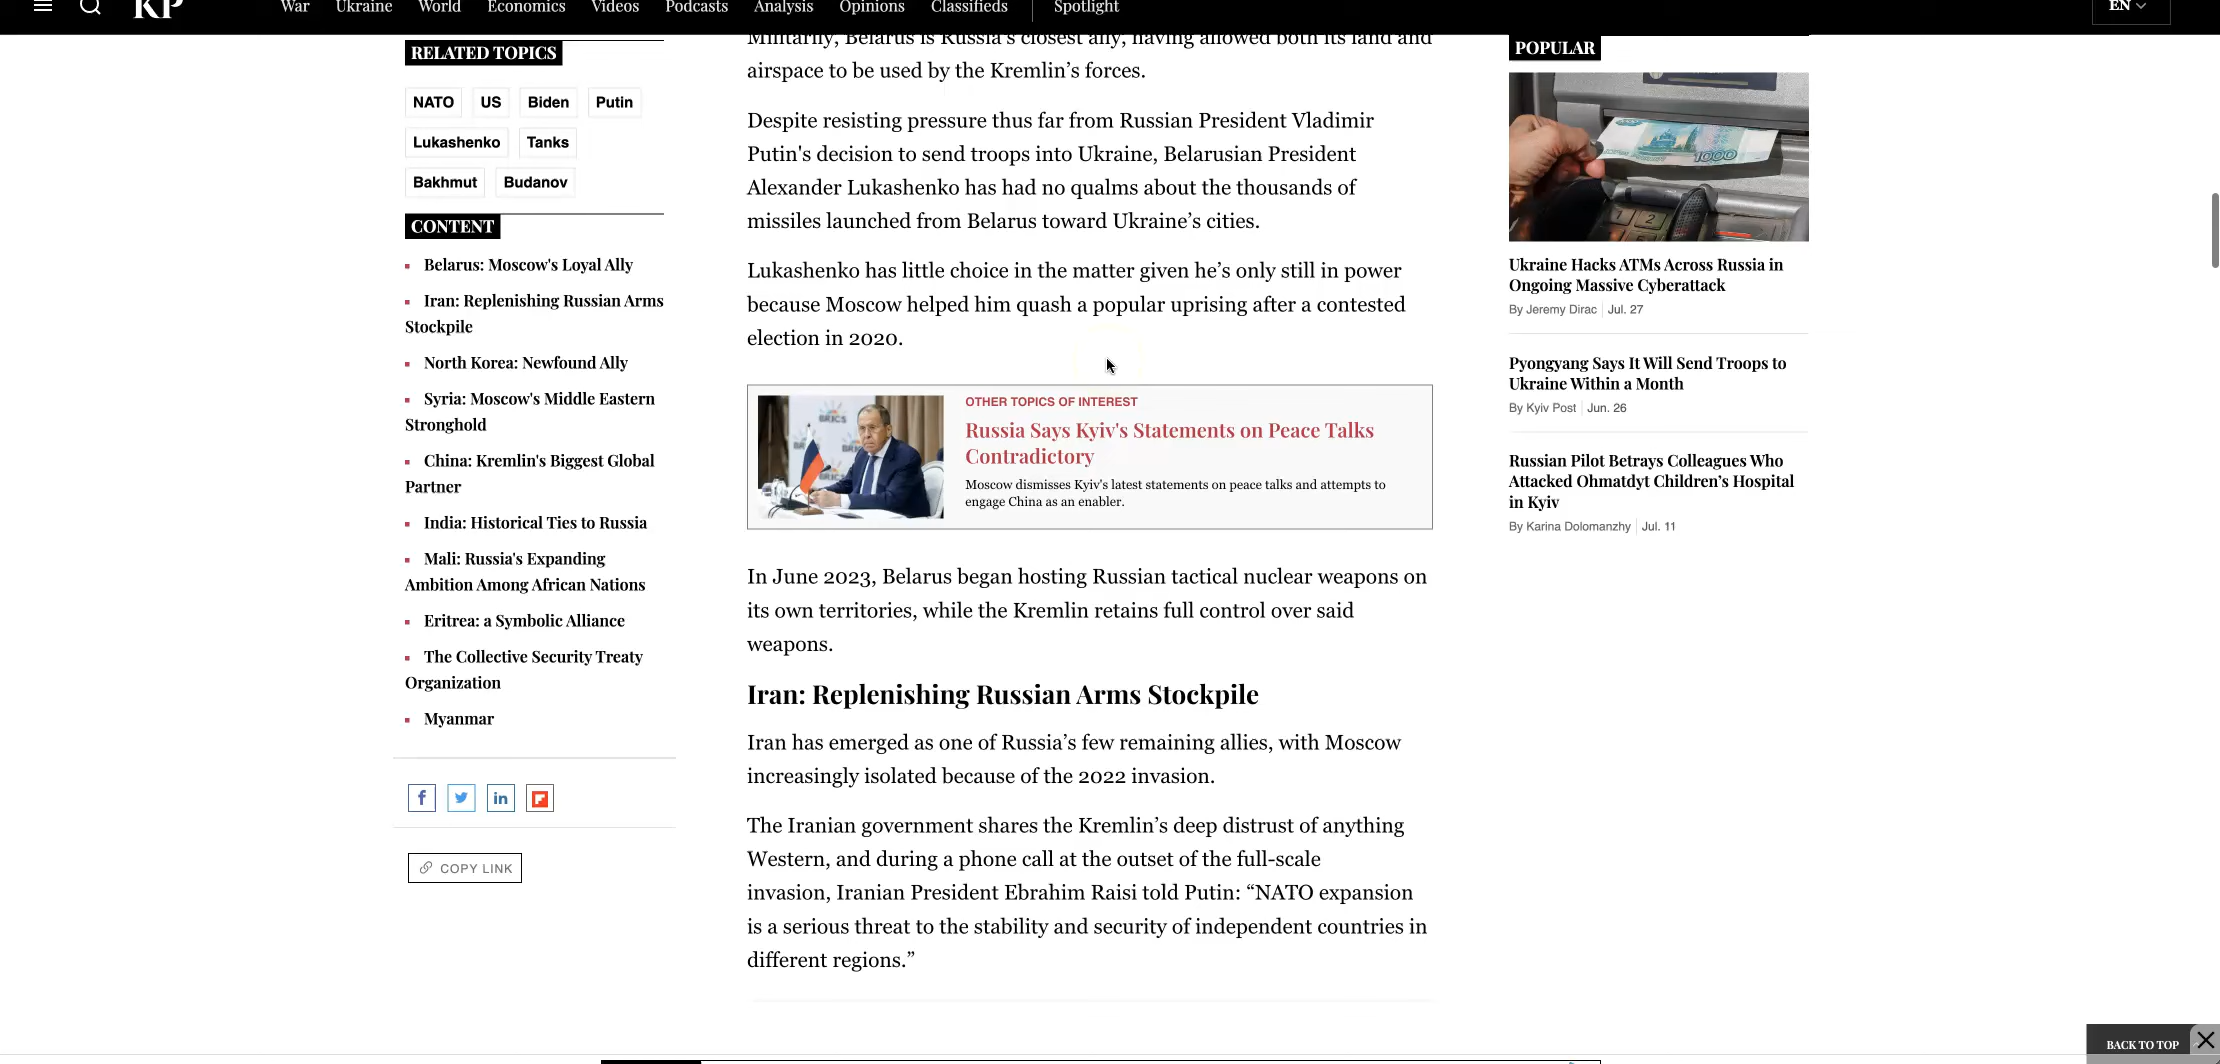 KP
War Ukraine World Economics Videos Podcasts Analysis Opinions Classifieds Spotlight
EN
RELATED TOPICS
NATO US Biden Putin
Lukashenko Tanks
Bakhmut Budanov
CONTENT
Belarus: Moscow's Loyal Ally
Iran: Replenishing Russian Arms
Stockpile
North Korea: Newfound Ally
Syria: Moscow's Middle Eastern
Stronghold
China: Kremlin's Biggest Global
Partner
India: Historical Ties to Russia
Mali: Russia's Expanding
Ambition Among African Nations
Eritrea: a Symbolic Alliance
The Collective Security Treaty
Organization
Myanmar
COPY LINK
Militarily, Belarus is Russia's closest ally, having allowed both its land and
airspace to be used by the Kremlin’s forces.
Despite resisting pressure thus far from Russian President Vladimir
Putin's decision to send troops into Ukraine, Belarusian President
Alexander Lukashenko has had no qualms about the thousands of
missiles launched from Belarus toward Ukraine’s cities.
Lukashenko has little choice in the matter given he’s only still in power
because Moscow helped him quash a popular uprising after a contested
election in 2020.
BRICS
OTHER TOPICS OF INTEREST
Russia Says Kyiv's Statements on Peace Talks
Contradictory
Moscow dismisses Kyiv's latest statements on peace talks and attempts to
engage China as an enabler.
In June 2023, Belarus began hosting Russian tactical nuclear weapons on
its own territories, while the Kremlin retains full control over said
weapons.
Iran: Replenishing Russian Arms Stockpile
Iran has emerged as one of Russia’s few remaining allies, with Moscow
increasingly isolated because of the 2022 invasion.
The Iranian government shares the Kremlin’s deep distrust of anything
Western, and during a phone call at the outset of the full-scale
invasion, Iranian President Ebrahim Raisi told Putin: “NATO expansion
is a serious threat to the stability and security of independent countries in
different regions.”
POPULAR
1000
1 2
Ukraine Hacks ATMs Across Russia in
Ongoing Massive Cyberattack
By Jeremy Dirac | Jul. 27
Pyongyang Says It Will Send Troops to
Ukraine Within a Month
By Kyiv Post | Jun. 26
Russian Pilot Betrays Colleagues Who
Attacked Ohmatdyt Children’s Hospital
in Kyiv
By Karina Dolomanzhy | Jul. 11
BACK TO TOP